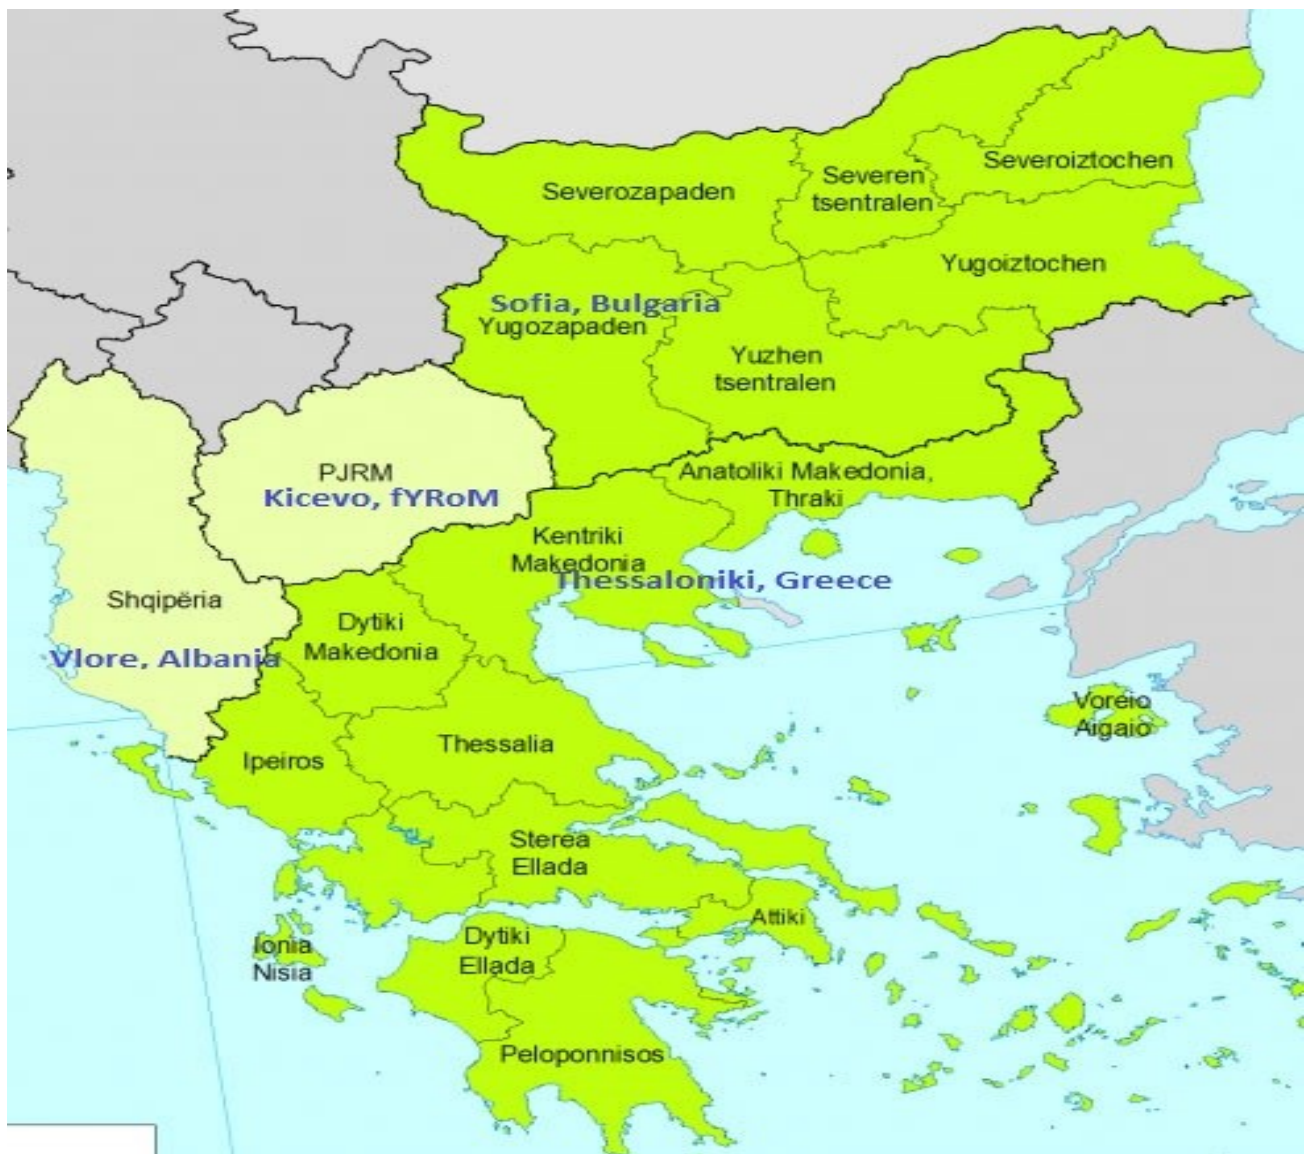 Severoiztochen
Severozapaden
Severen
tsentralen
Yugoiztochen
Sofia, Bulgaria
Yugozapaden
Yuzhen
tsentralen
PJRM
Kicevo, fYRoM
Anatoliki Makedonia,
Thraki
Kentriki
Makedonia
Thessaloniki, Greece
Shqipëria
Dytiki
Makedonia
Vlore, Albania
Voreio
Aigaio
Ipeiros
Thessalia
Sterea
Ellada
Attiki
Ionia
Nisia
Dytiki
Ellada
Peloponnisos